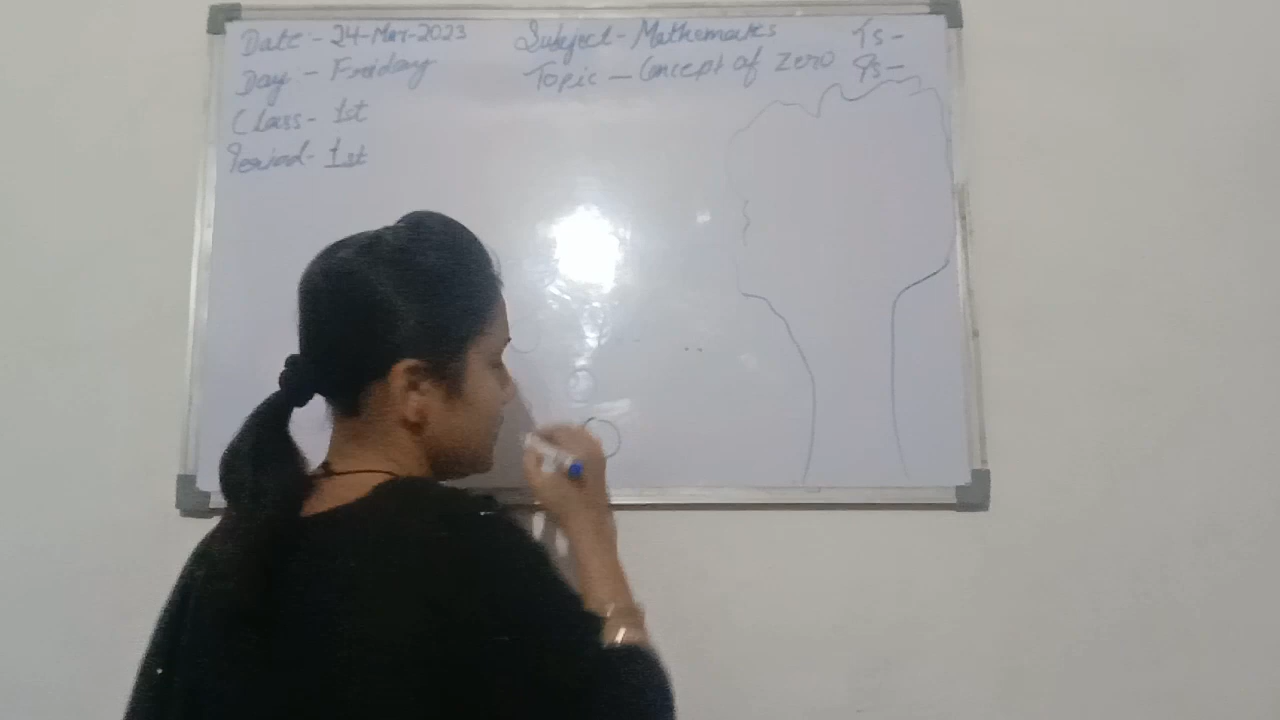 Date - 24-Mar-2023
Day - Friday
Class - 1st
Period - 1st
Subject - Mathematics
Topic - Concept of Zero
TS -
PS -